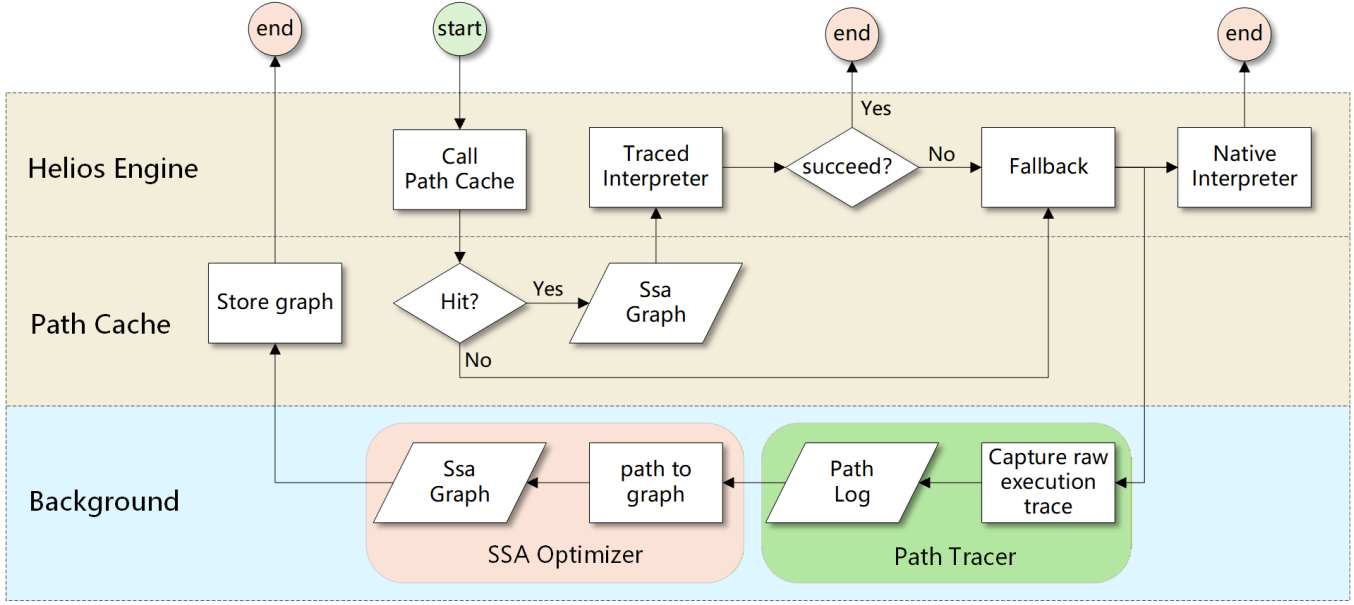 end
start
end
end
Helios Engine
Call
Path Cache
Traced
Interpreter
succeed?
Yes
No
Fallback
Native
Interpreter
Path Cache
Store graph
Hit?
Yes
No
Ssa
Graph
Background
Ssa
Graph
path to
graph
SSA Optimizer
Path
Log
Capture raw
execution
trace
Path Tracer